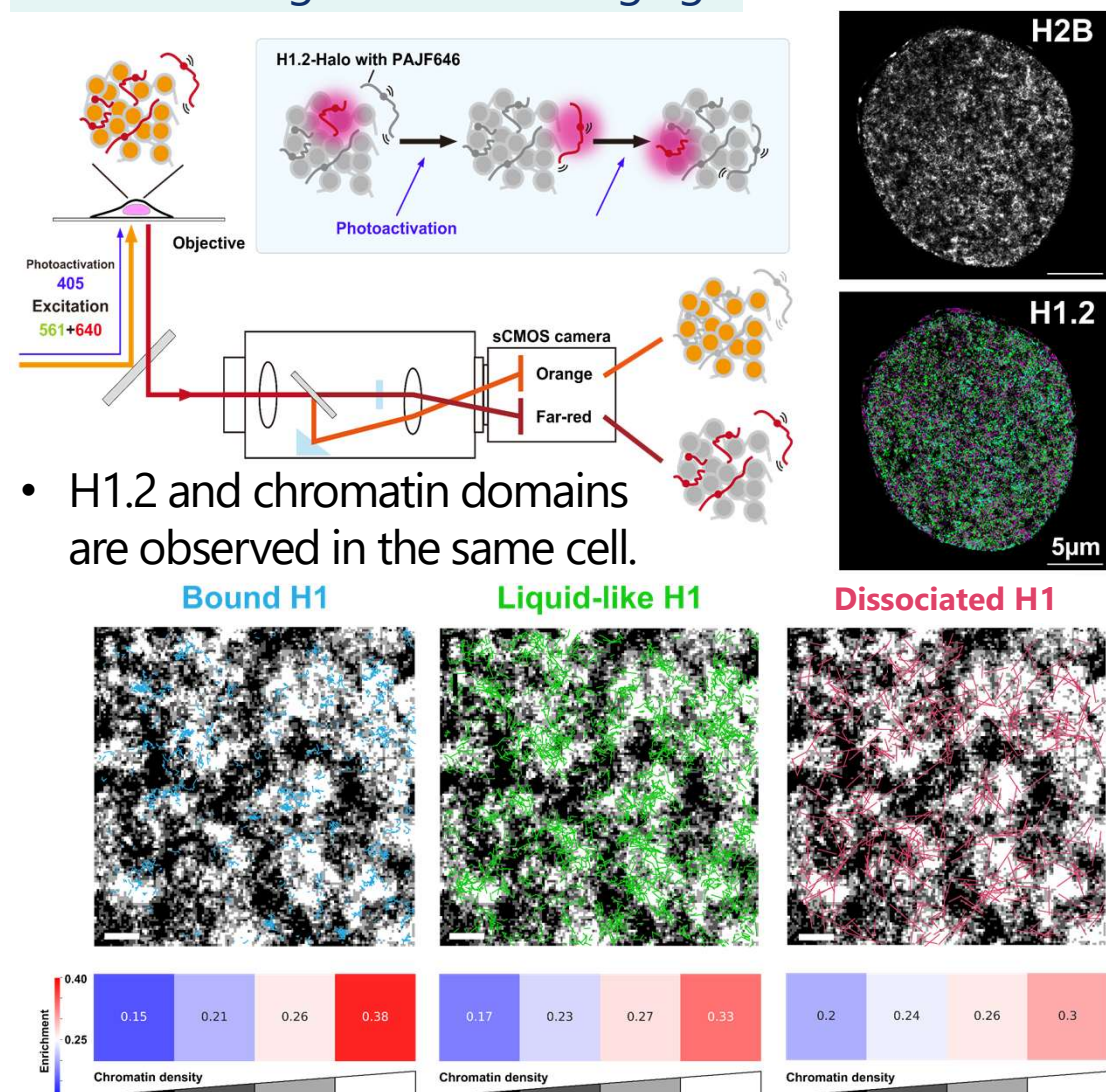 H2B
H1.2-Halo with PAJF646
Photoactivation
Objective
Photoactivation
405
Excitation
561+640
sCMOS camera
Orange
Far-red
H1.2
5μm
• H1.2 and chromatin domains
are observed in the same cell.
Bound H1
Liquid-like H1
Dissociated H1
0.40
0.25
Enrichment
0.15 0.21 0.26 0.38
0.17 0.23 0.27 0.33
0.2 0.24 0.26 0.3
Chromatin density
Chromatin density
Chromatin density